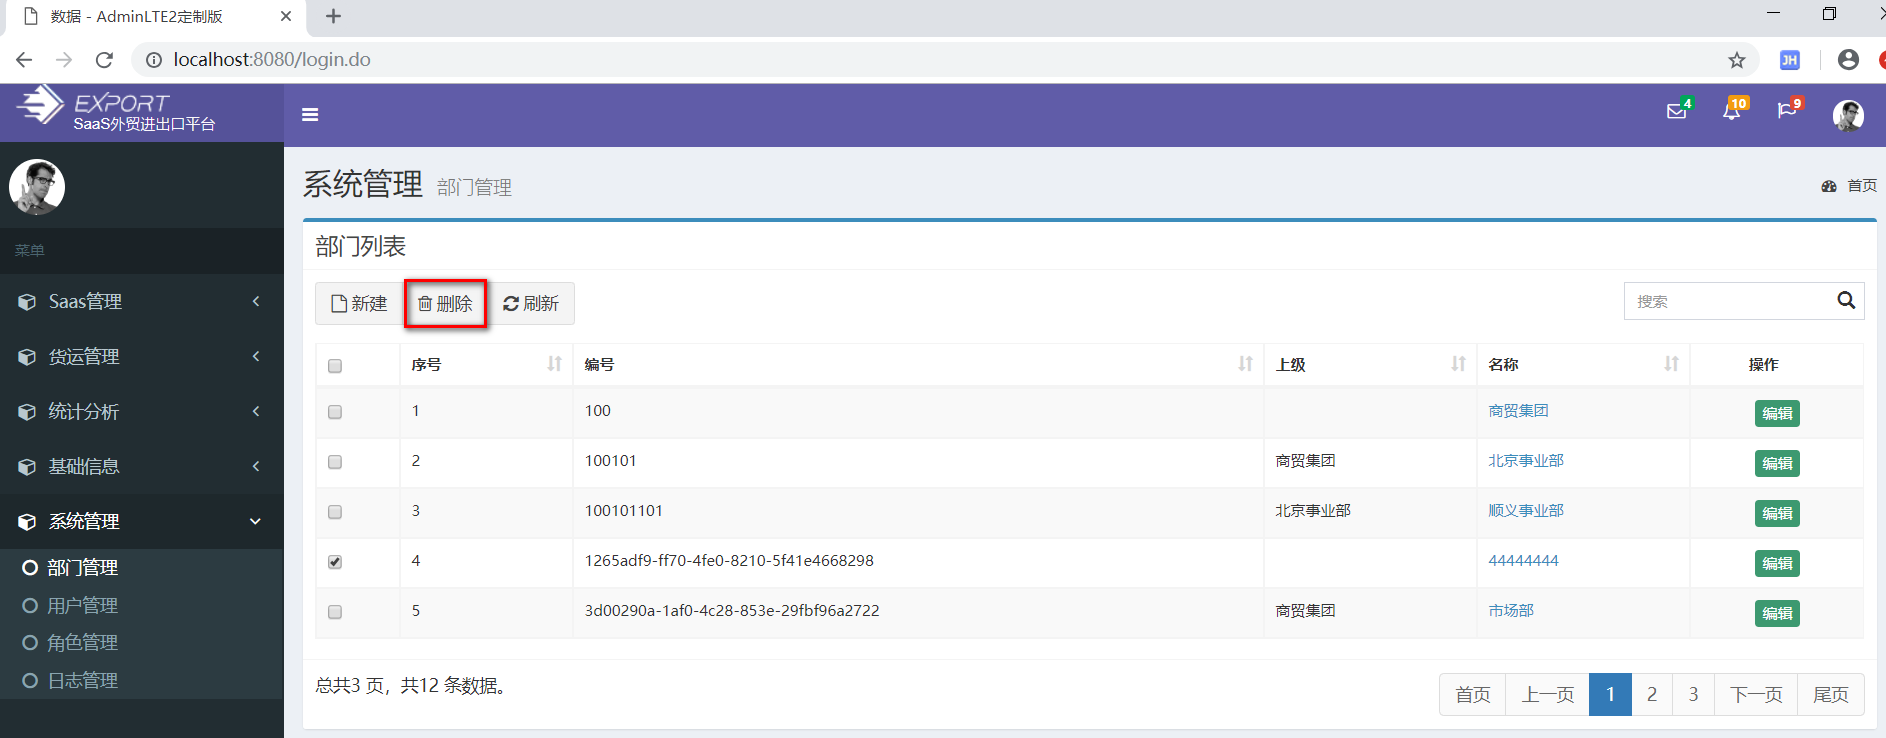 数据 - AdminLTE2定制版
localhost:8080/login.do
JH
EXPORT
SaaS外贸进出口平台
4
10
9
菜单
Saas管理
货运管理
统计分析
基础信息
系统管理
部门管理
用户管理
角色管理
日志管理
系统管理 部门管理
首页
部门列表
新建 删除 刷新
搜索
序号 编号 上级 名称 操作
1 100 商贸集团 编辑
2 100101 商贸集团 北京事业部 编辑
3 100101101 北京事业部 顺义事业部 编辑
4 1265adf9-ff70-4fe0-8210-5f41e4668298 44444444 编辑
5 3d00290a-1af0-4c28-853e-29fbf96a2722 商贸集团 市场部 编辑
总共3 页，共12 条数据。
首页 上一页 1 2 3 下一页 尾页